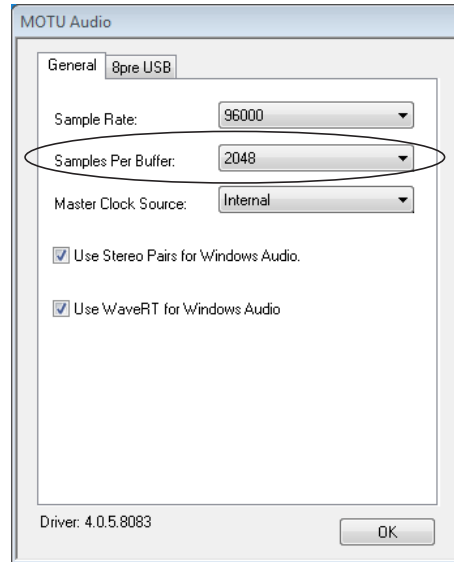 MOTU Audio
General 8pre USB
Sample Rate: 96000
Samples Per Buffer: 2048
Master Clock Source: Internal
Use Stereo Pairs for Windows Audio.
Use WaveRT for Windows Audio
Driver: 4.0.5.8083 OK